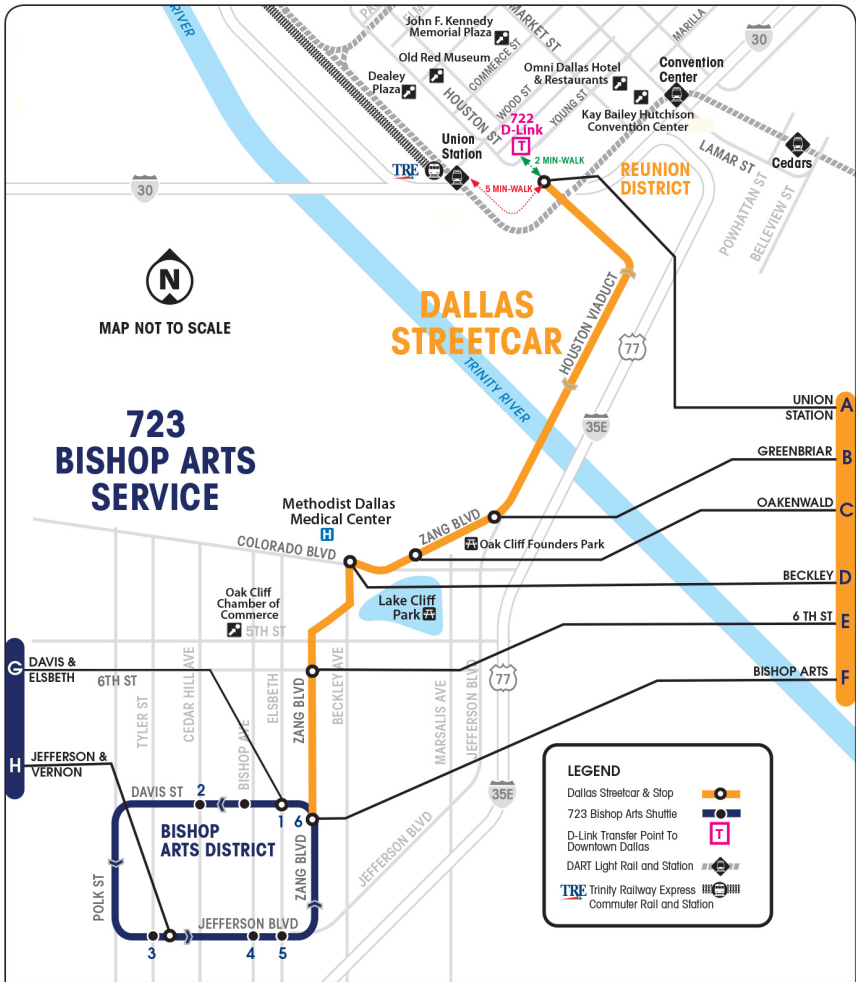 RIVER
PA
ELM
MARKET ST
John F. Kennedy
Memorial Plaza
MARILLA
30
Old Red Museum
COMMERCE ST
Dealey
Plaza
HOUSTON ST
WOOD ST
YOUNG ST
Omni Dallas Hotel
& Restaurants
Convention
Center
Kay Bailey Hutchison
Convention Center
722
D-Link
T
Union
Station
TRE
2 MIN-WALK
5 MIN-WALK
LAMAR ST
Cedars
REUNION
DISTRICT
POWHATTAN ST
BELLEVIEW ST
30
N
MAP NOT TO SCALE
DALLAS
STREETCAR
HOUSTON VIADUCT
77
TRINITY RIVER
35E
723
BISHOP ARTS
SERVICE
UNION
STATION
A
GREENBRIAR
B
OAKENWALD
C
BECKLEY
D
6 TH ST
E
BISHOP ARTS
F
Methodist Dallas
Medical Center
H
ZANG BLVD
Oak Cliff Founders Park
COLORADO BLVD
Lake Cliff
Park
Oak Cliff
Chamber of
Commerce
5TH ST
G
DAVIS &
ELSBETH
6TH ST
TYLER ST
CEDAR HILL AVE
BISHOP AVE
ELSBETH
ZANG BLVD
BECKLEY AVE
MARSALIS AVE
JEFFERSON BLVD
77
H
JEFFERSON &
VERNON
35E
DAVIS ST
2
1
6
BISHOP
ARTS DISTRICT
POLK ST
ZANG BLVD
JEFFERSON BLVD
JEFFERSON BLVD
3
4
5
LEGEND
Dallas Streetcar & Stop
723 Bishop Arts Shuttle
D-Link Transfer Point To
Downtown Dallas
T
DART Light Rail and Station
TRE Trinity Railway Express
Commuter Rail and Station